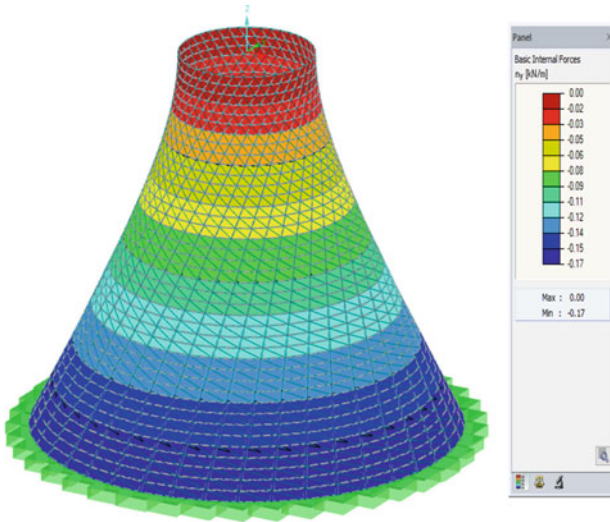 z
Panel
Basic Internal Forces
ny [kN/m]
0.00
-0.02
-0.03
-0.05
-0.06
-0.08
-0.09
-0.11
-0.12
-0.14
-0.15
-0.17
Max : 0.00
Min : -0.17